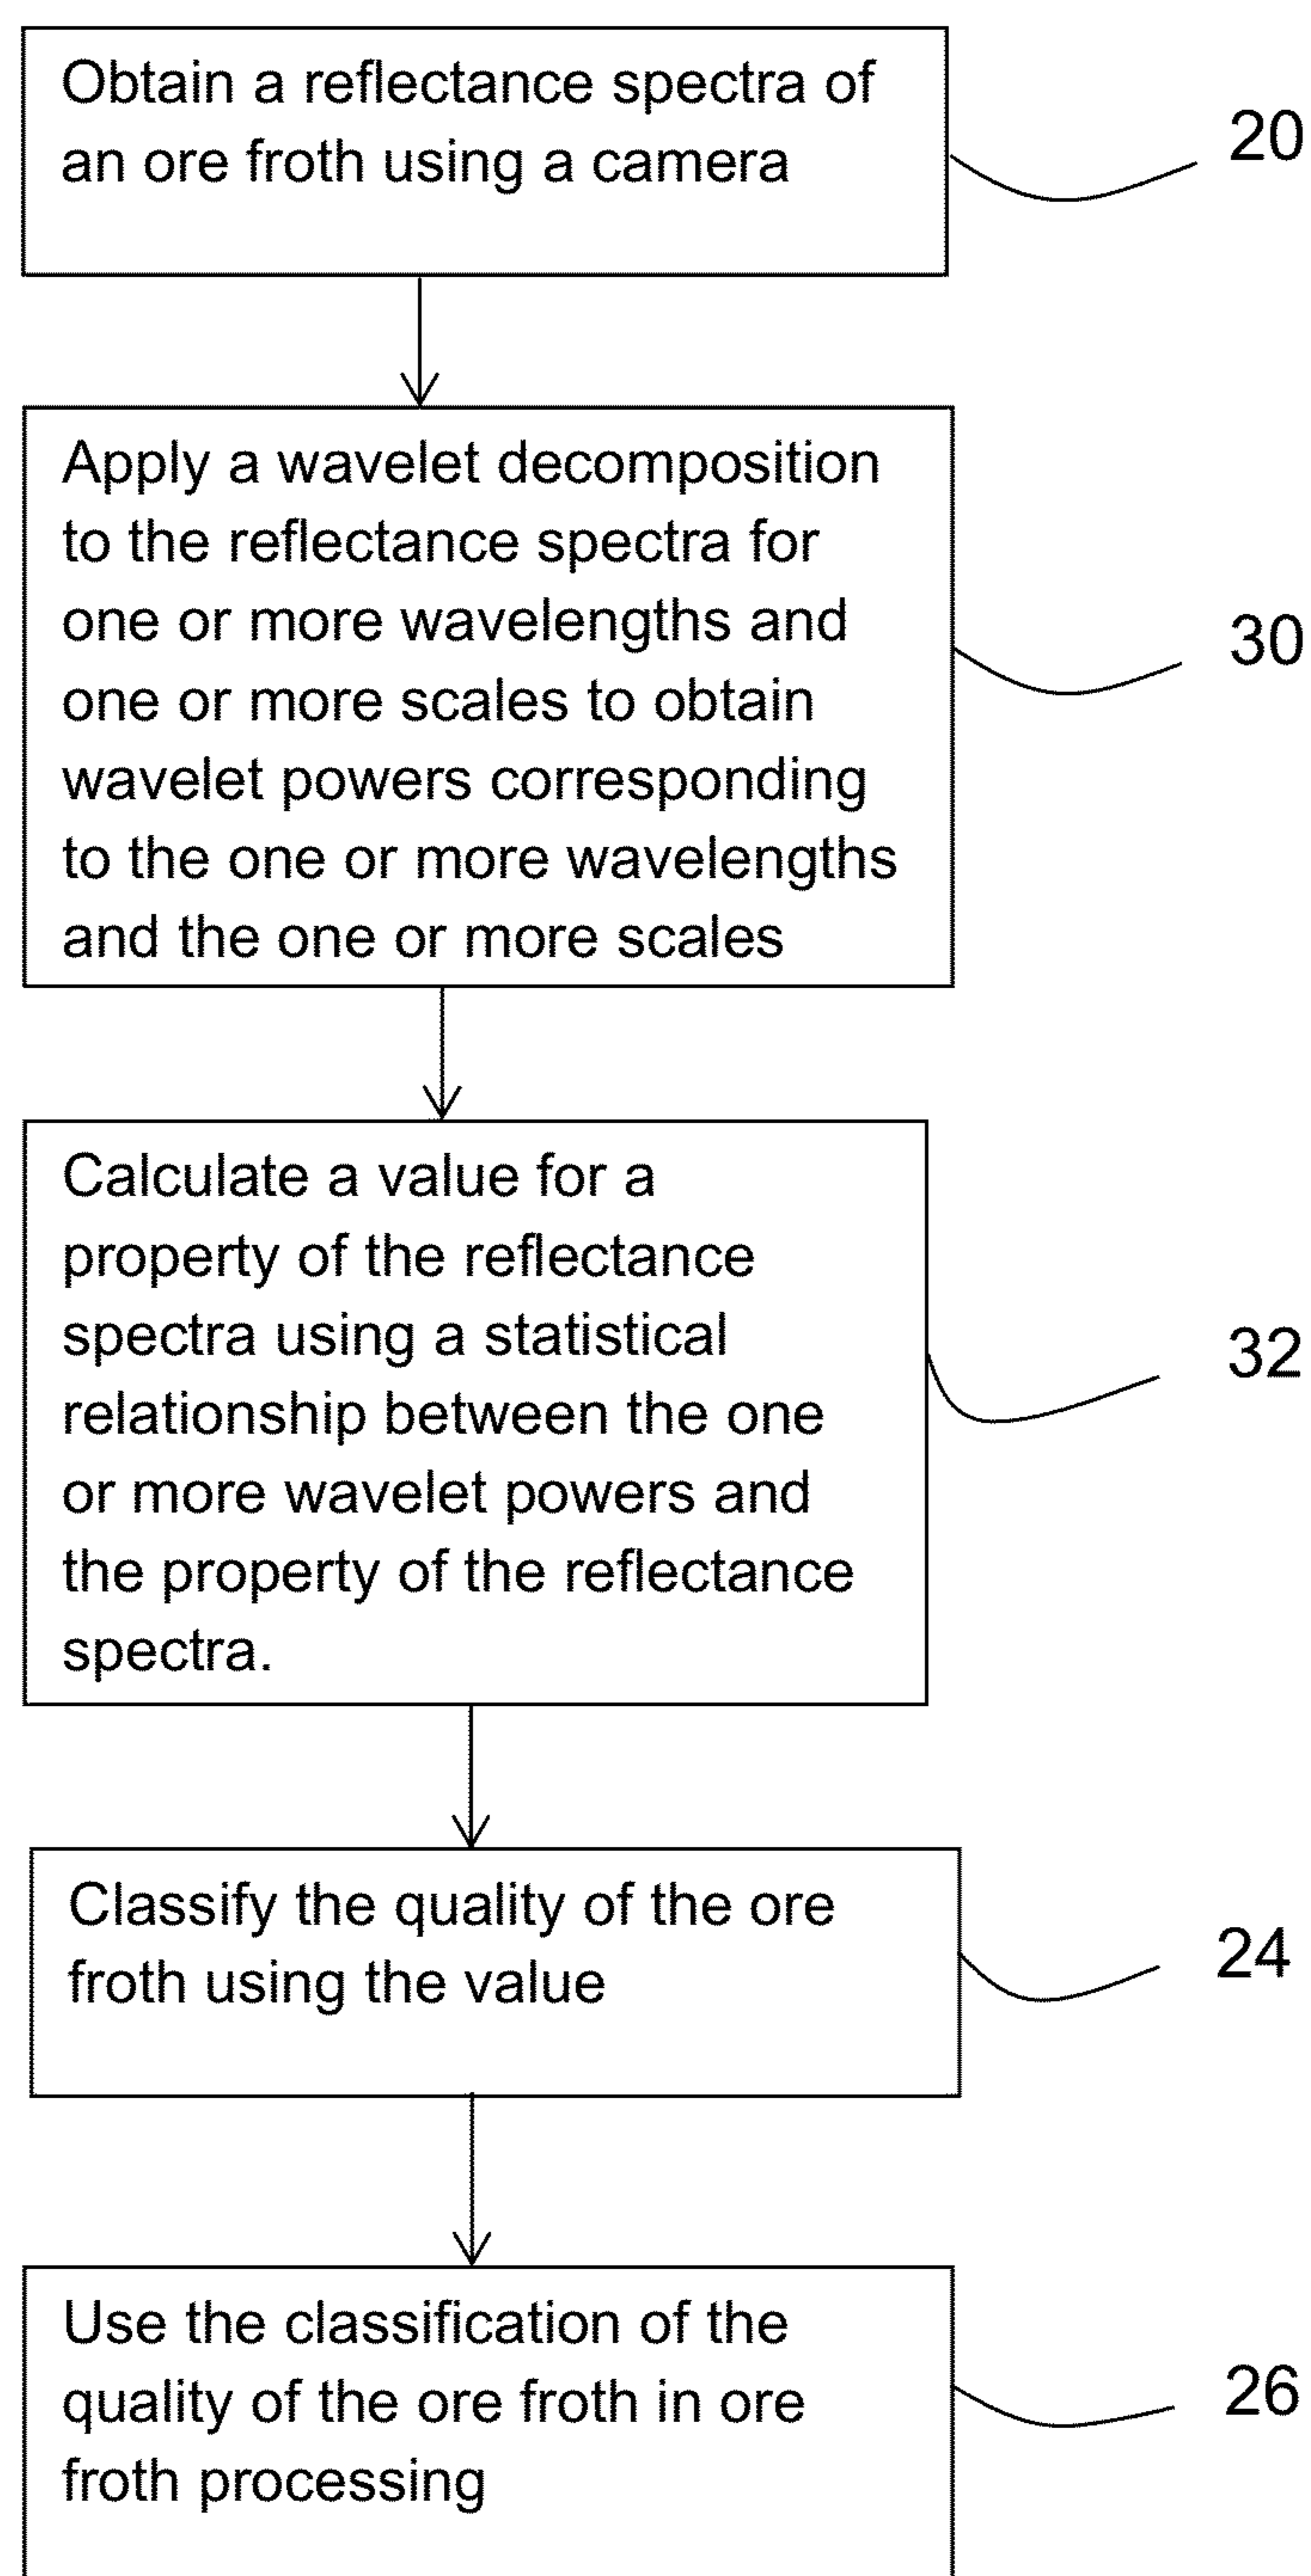 Obtain a reflectance spectra of
an ore froth using a camera
20
Apply a wavelet decomposition
to the reflectance spectra for
one or more wavelengths and
one or more scales to obtain
wavelet powers corresponding
to the one or more wavelengths
and the one or more scales
30
Calculate a value for a
property of the reflectance
spectra using a statistical
relationship between the one
or more wavelet powers and
the property of the reflectance
spectra.
32
Classify the quality of the ore
froth using the value
24
Use the classification of the
quality of the ore froth in ore
froth processing
26